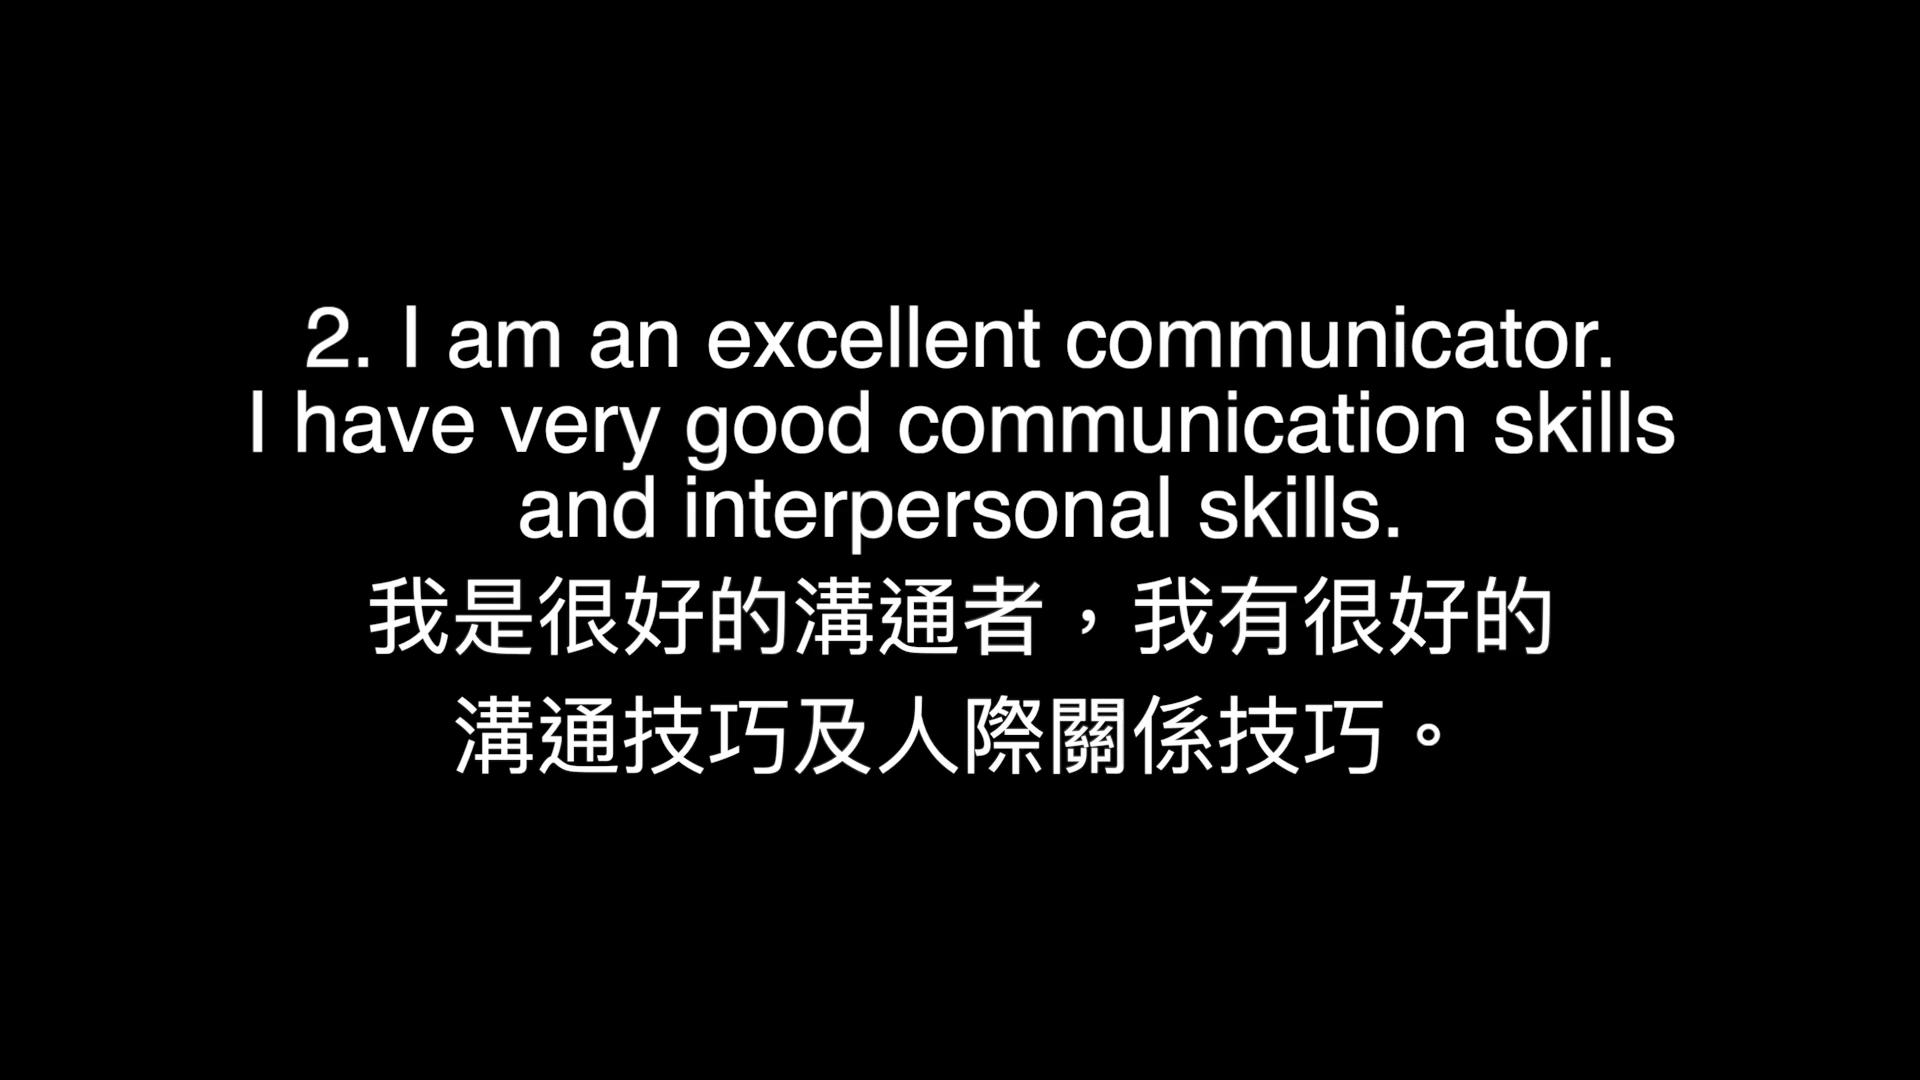 2. I am an excellent communicator.
I have very good communication skills
and interpersonal skills.
我是很好的溝通者，我有很好的
溝通技巧及人際關係技巧。